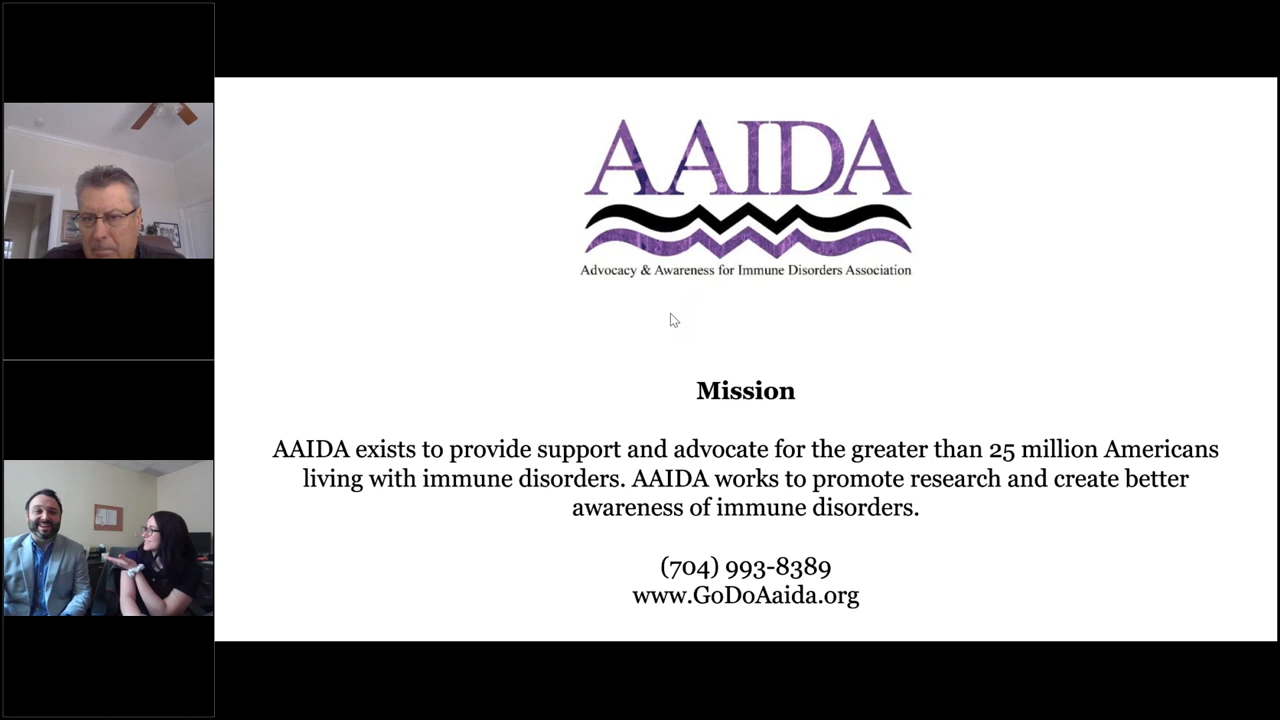 AAIDA
Advocacy & Awareness for Immune Disorders Association
Mission
AAIDA exists to provide support and advocate for the greater than 25 million Americans
living with immune disorders. AAIDA works to promote research and create better
awareness of immune disorders.
(704) 993-8389
www.GoDoAaida.org